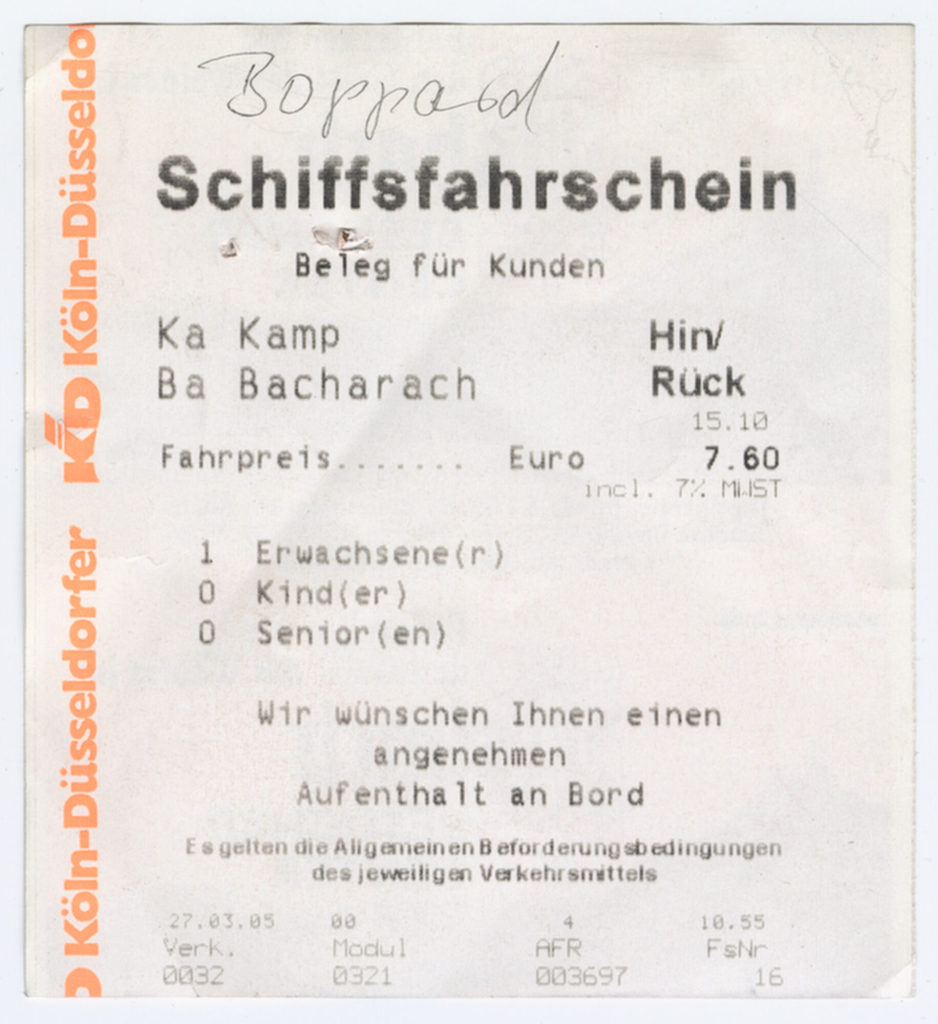 Boppard
Schiffsfahrschein
Beleg für Kunden
Ka Kamp Hin/
Ba Bacharach Rück
15.10
Fahrpreis....... Euro 7.60
incl. 7% MWST
1 Erwachsene(r)
0 Kind(er)
0 Senior(en)
Wir wünschen Ihnen einen
angenehmen
Aufenthalt an Bord
Es gelten die Allgemeinen Beforderungsbedingungen
des jeweiligen Verkehrsmittels
27.03.05 00 4 10.55
Verk. Modul AFR FsNr
0032 0321 003697 16
KD Köln-Düsseldorfer
KD Köln-Düsseldo